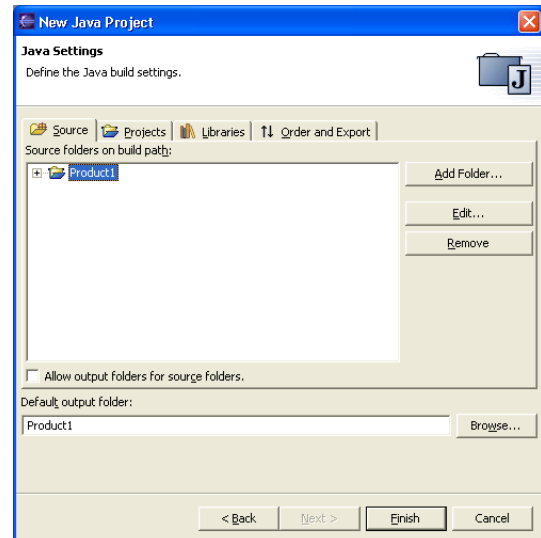 New Java Project
Java Settings
Define the Java build settings.
J
Source Projects Libraries Order and Export
Source folders on build path:
Product1
Add Folder...
Edit...
Remove
Allow output folders for source folders.
Default output folder:
Product1 Browse...
< Back Next > Finish Cancel